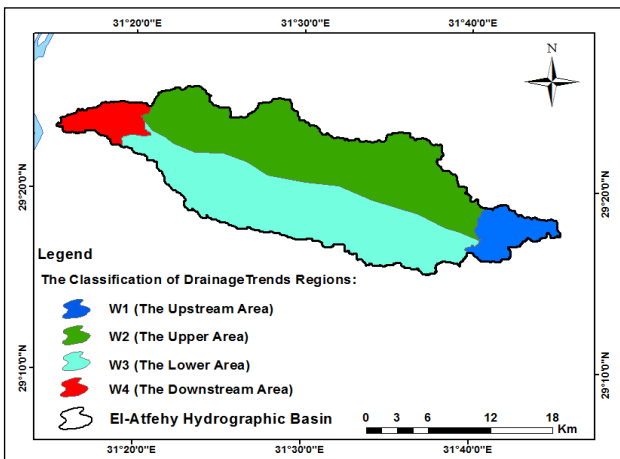 31°20'0"E 31°30'0"E 31°40'0"E
N
29°20'0"N 29°20'0"N
Legend
The Classification of DrainageTrends Regions:
W1 (The Upstream Area)
W2 (The Upper Area)
W3 (The Lower Area)
29°10'0"N 29°10'0"N
W4 (The Downstream Area)
El-Atfehy Hydrographic Basin
0 3 6 12 18
Km
31°20'0"E 31°30'0"E 31°40'0"E